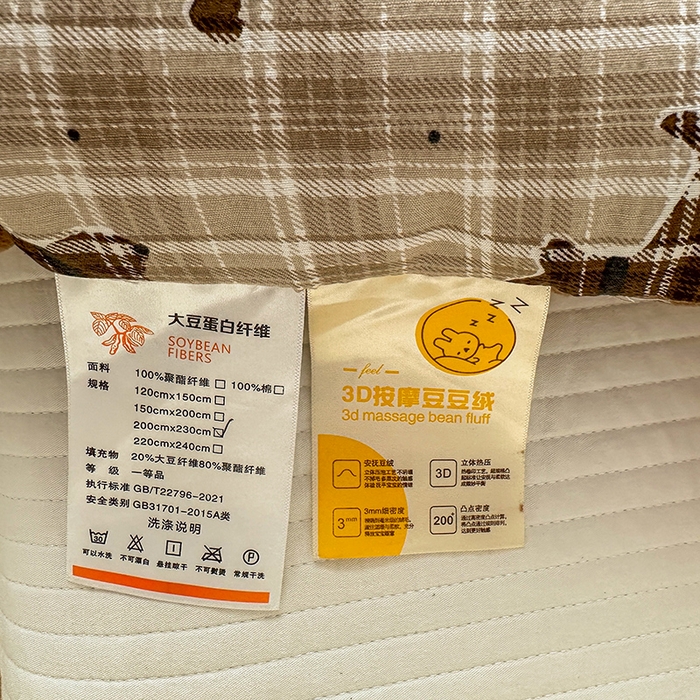 大豆蛋白纤维
SOYBEAN
FIBERS
面料 100%聚酯纤维 100%棉
规格 120cmx150cm
150cmx200cm
200cmx230cm
220cmx240cm
填充物 20%大豆纤维80%聚酯纤维
等 级 一等品
执行标准 GB/T22796-2021
安全类别 GB31701-2015A类
洗涤说明
30
可以水洗 不可漂白 悬挂晾干 不可熨烫 常规干洗
P
Z Z Z Z
feel
3D按摩豆豆绒
3d massage bean fluff
安抚豆绒
立体热压
3D
3mm细密度
3mm
凸点密度
200